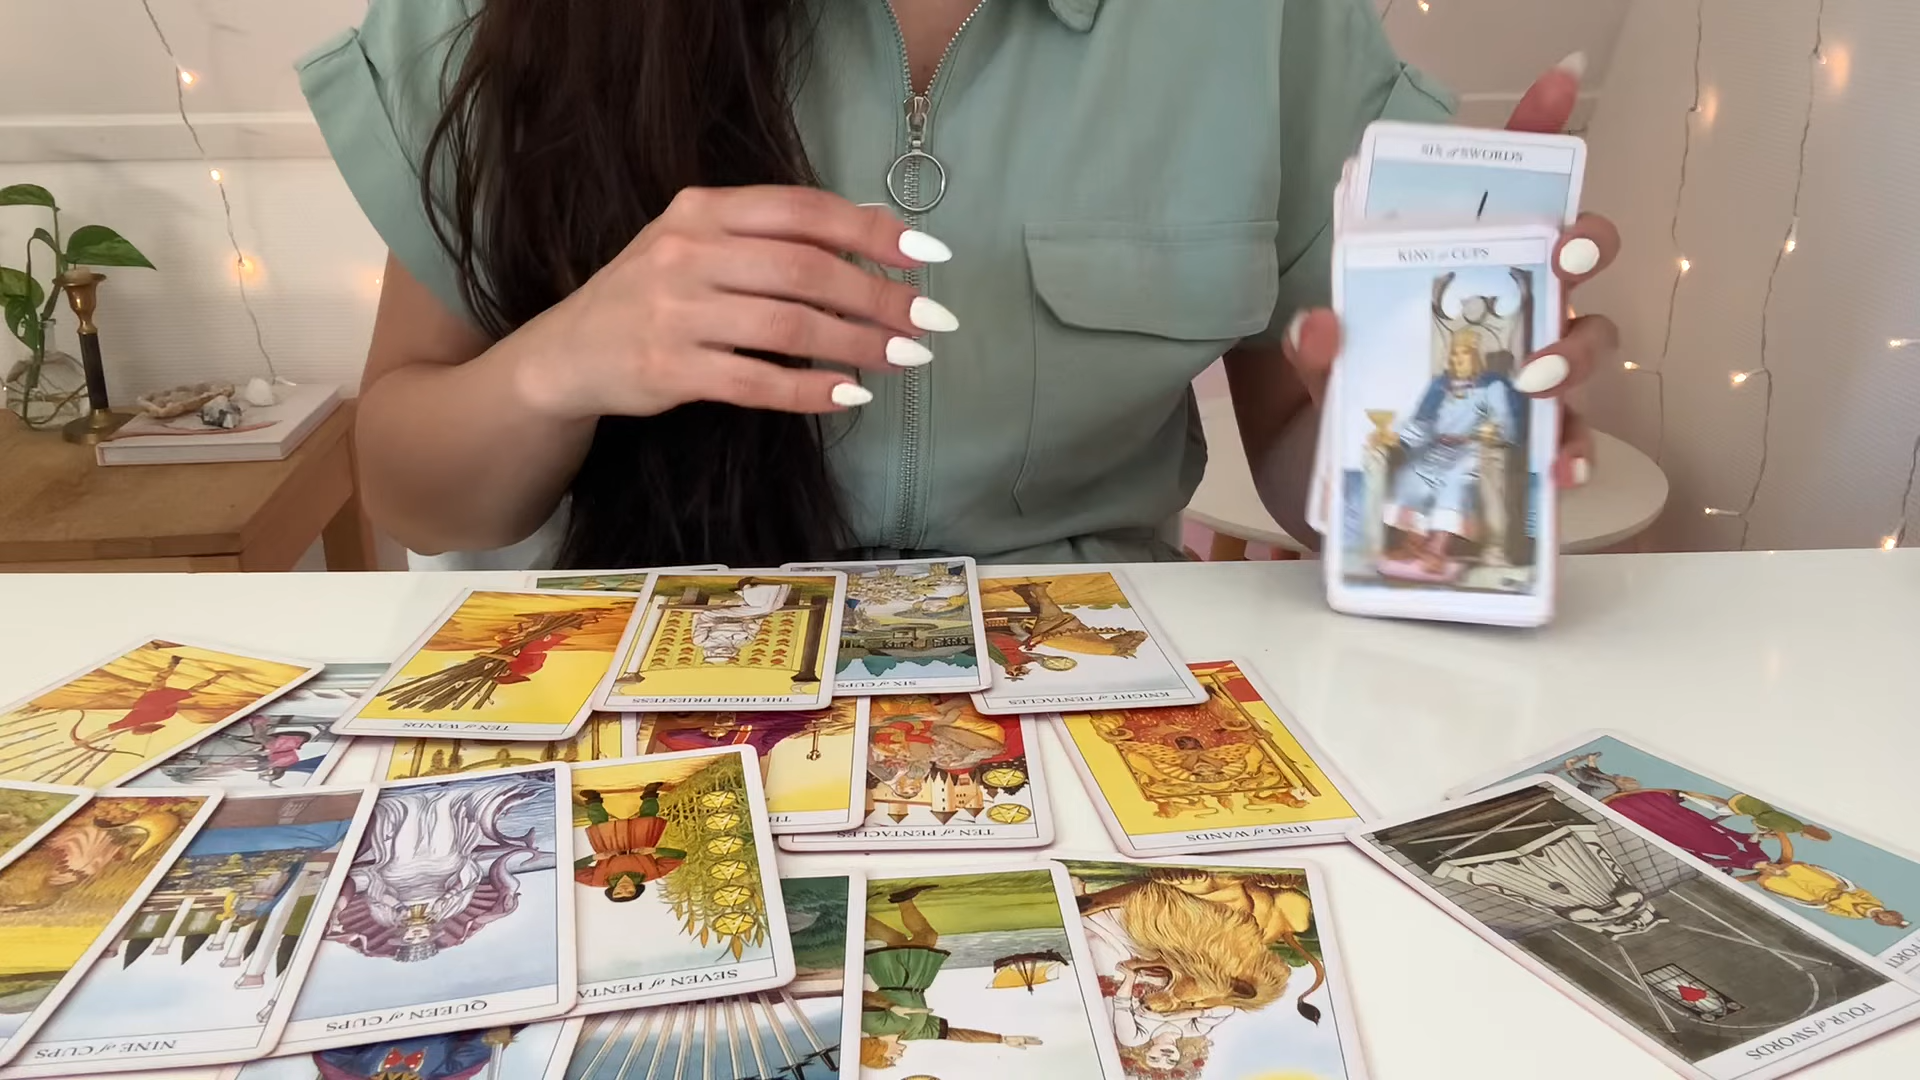 SIX of SWORDS
KING of CUPS
TEN of WANDS
THE HIGH PRIESTESS
SIX of CUPS
KNIGHT of PENTACLES
TEN of PENTACLES
KING of WANDS
SEVEN of PENTA
QUEEN of CUPS
NINE of CUPS
FOUR of SWORDS